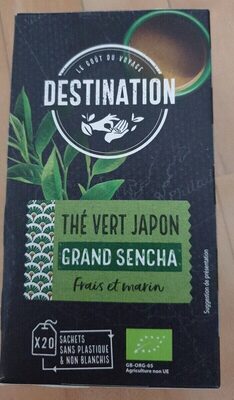 LE GOÛT DU VOYAGE
DESTINATION
THÉ VERT JAPON
GRAND SENCHA
Frais et marin
Suggestion de présentation
X20
SACHETS
SANS PLASTIQUE
& NON BLANCHIS
GB-ORG-05
Agriculture non UE